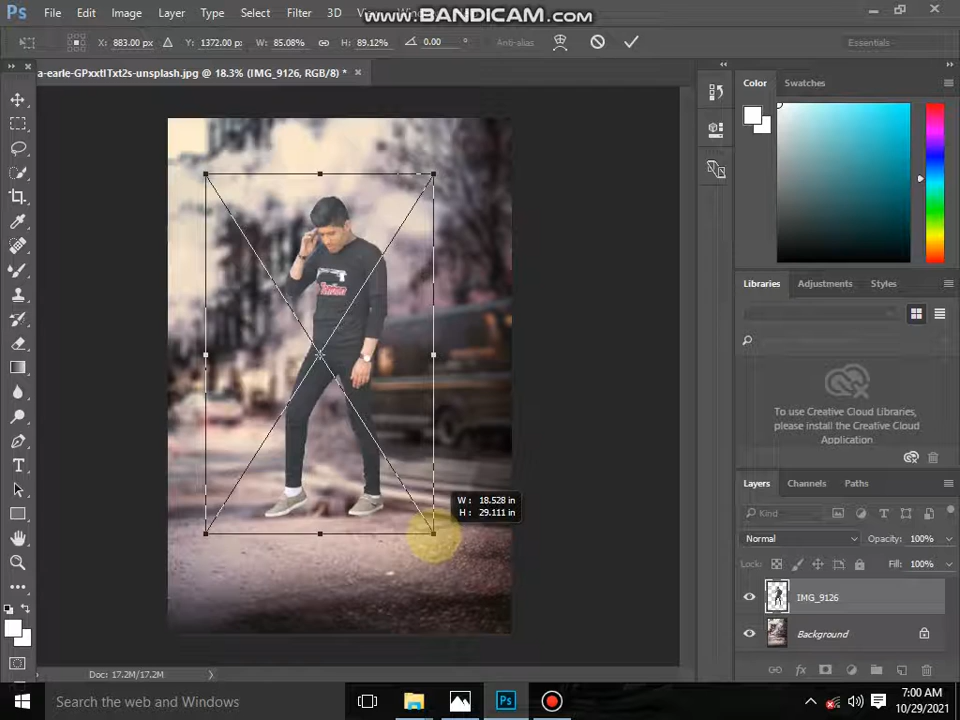 www.BANDICAM.com
Ps File Edit Image Layer Type Select Filter 3D
X: 883.00 px Y: 1372.00 px W: 85.08% H: 89.12% 0.00 ° Anti-alias Essentials
a-earle-GPxxtITxt2s-unsplash.jpg @ 18.3% (IMG_9126, RGB/8) * ×
Color Swatches
Libraries Adjustments Styles
To use Creative Cloud Libraries,
please install the Creative Cloud
Application
W: 18.528 in
H: 29.111 in
Layers Channels Paths
Kind
Normal Opacity: 100%
Lock: Fill: 100%
IMG_9126
Background
Doc: 17.2M/17.2M
Search the web and Windows
Ps
7:00 AM
10/29/2021